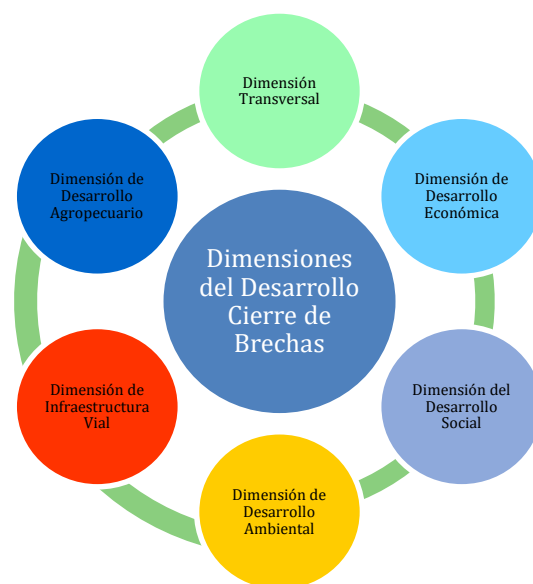 Dimensión
Transversal
Dimensión de
Desarrollo
Económica
Dimensión del
Desarrollo
Social
Dimensión de
Desarrollo
Ambiental
Dimensión de
Infraestructura
Vial
Dimensión de
Desarrollo
Agropecuario
Dimensiones
del Desarrollo
Cierre de
Brechas